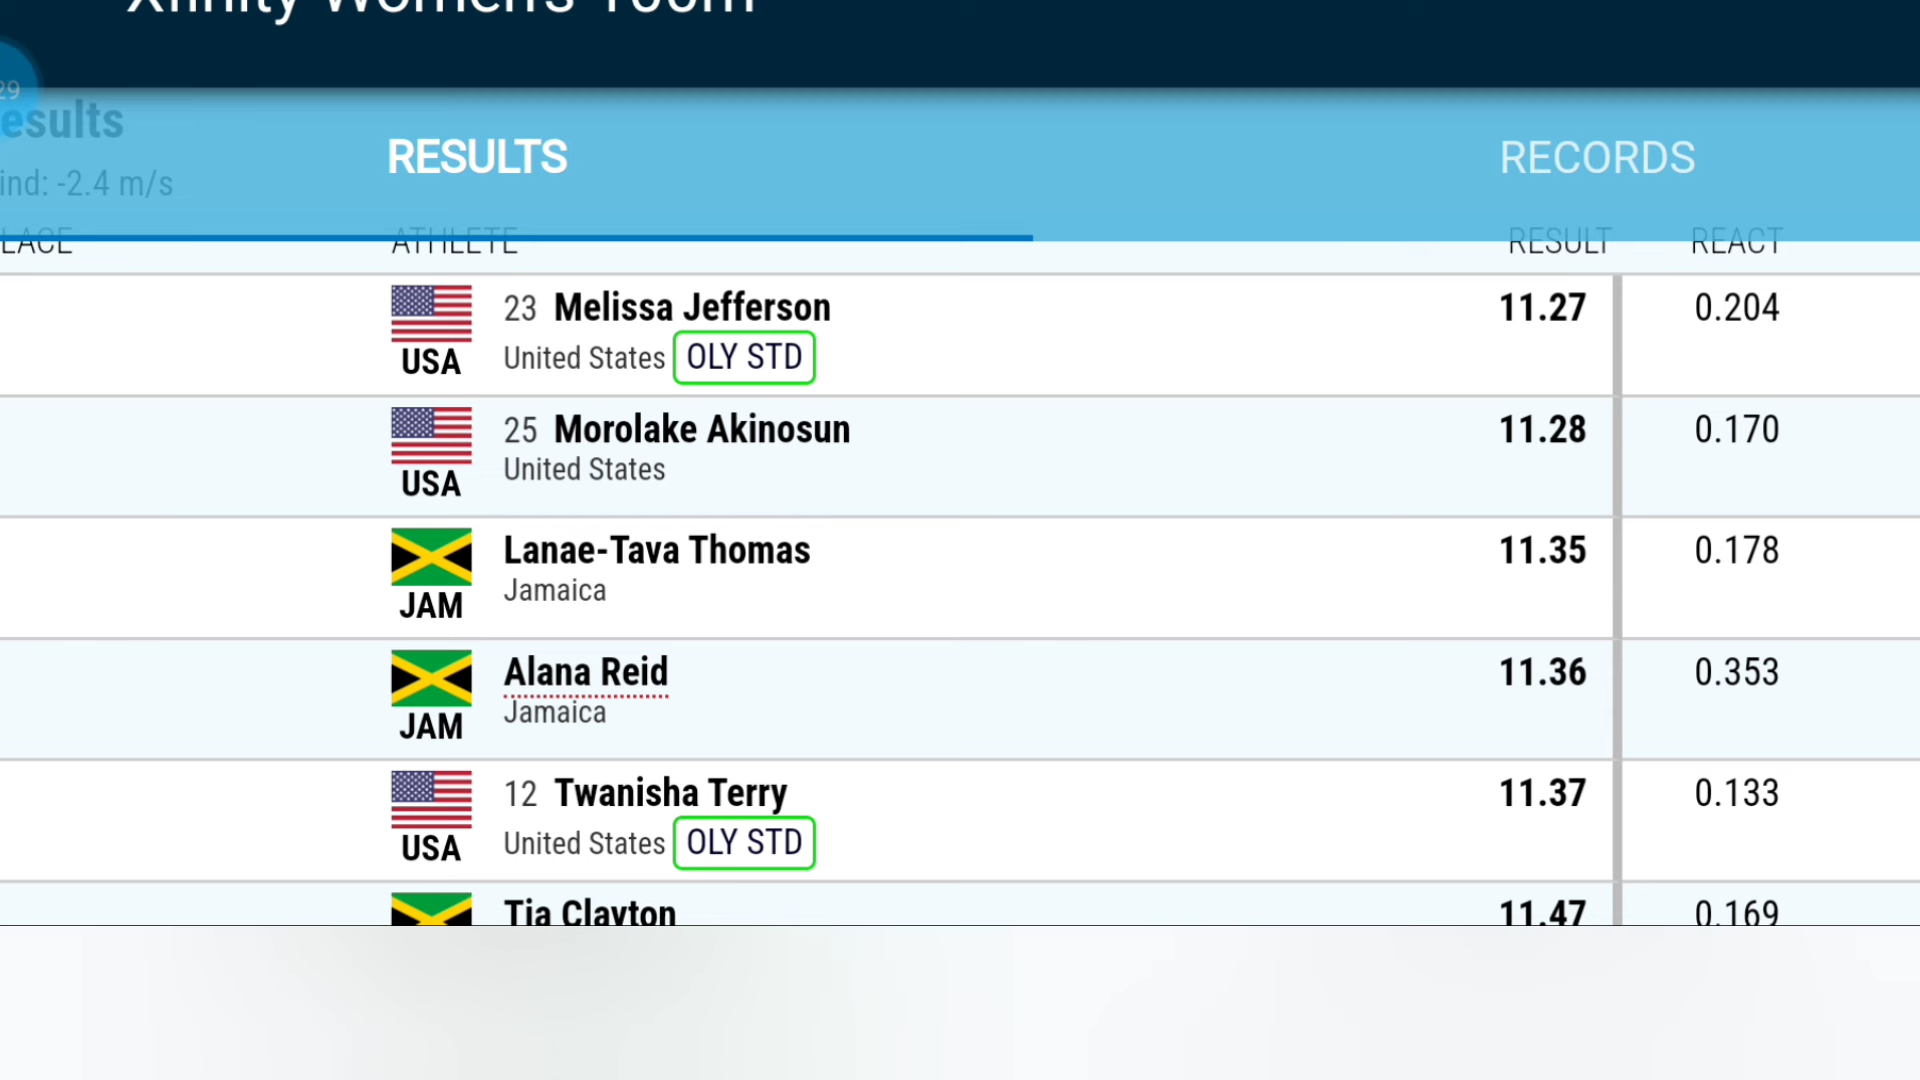 Xfinity Women's 100m
29
esults
RESULTS
RECORDS
ind: -2.4 m/s
LACE
ATHLETE
RESULT
REACT
23 Melissa Jefferson
11.27
0.204
USA
United States OLY STD
25 Morolake Akinosun
11.28
0.170
USA
United States
Lanae-Tava Thomas
11.35
0.178
JAM
Jamaica
Alana Reid
11.36
0.353
JAM
Jamaica
12 Twanisha Terry
11.37
0.133
USA
United States OLY STD
Tia Clayton
11.47
0.169